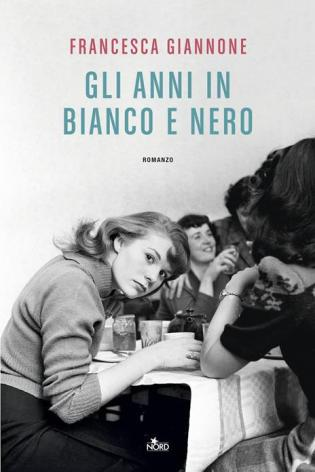 FRANCESCA GIANNONE
GLI ANNI IN
BIANCO E NERO
ROMANZO
NORD